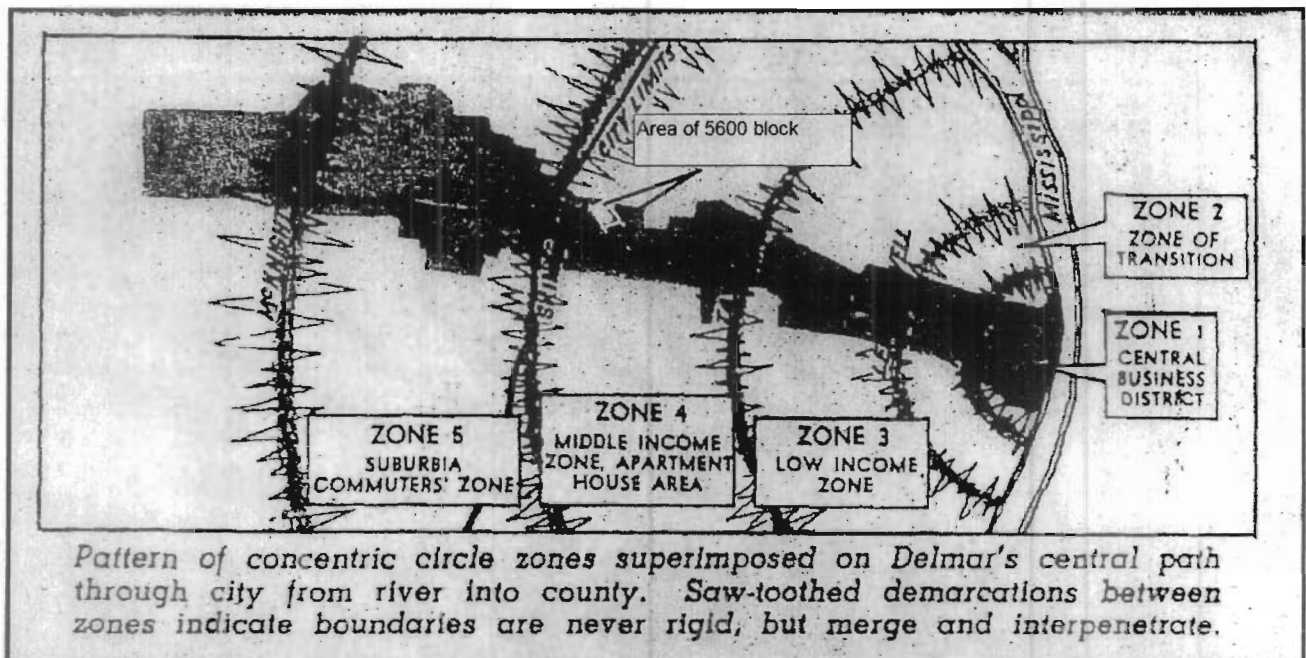 CITY LIMITS
Area of 5600 block
MISSISSIPPI
ZONE 2
ZONE OF
TRANSITION
McKNIGHT
SKINKER
ZONE 1
CENTRAL
BUSINESS
DISTRICT
ZONE 5
SUBURBIA
COMMUTERS' ZONE
ZONE 4
MIDDLE INCOME
ZONE, APARTMENT
HOUSE AREA
ZONE 3
LOW INCOME
ZONE
Pattern of concentric circle zones superimposed on Delmar's central path
through city from river into county. Saw-toothed demarcations between
zones indicate boundaries are never rigid, but merge and interpenetrate.